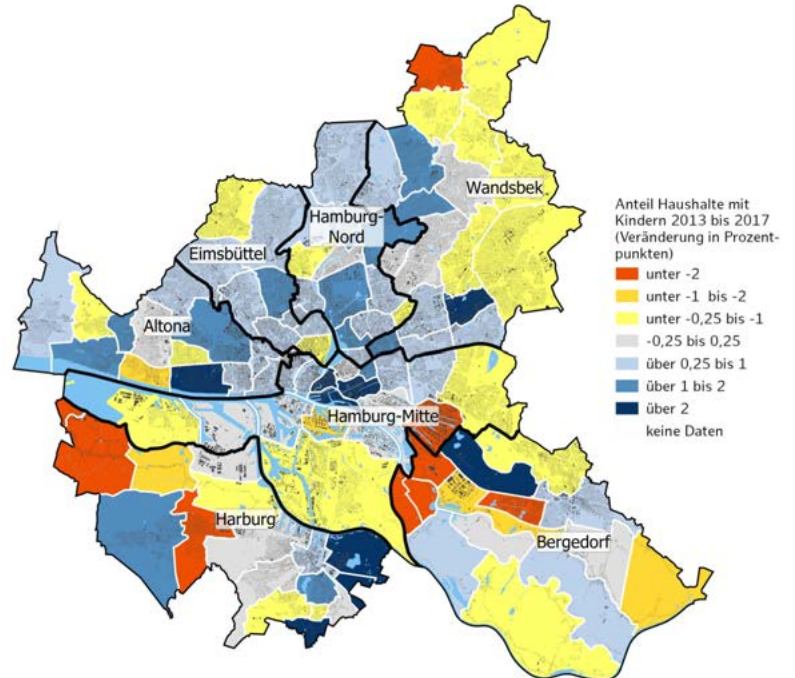 Wandsbek
Hamburg-
Nord
Eimsbüttel
Altona
Hamburg-Mitte
Harburg
Bergedorf
Anteil Haushalte mit
Kindern 2013 bis 2017
(Veränderung in Prozent-
punkten)
unter -2
unter -1 bis -2
unter -0,25 bis -1
-0,25 bis 0,25
über 0,25 bis 1
über 1 bis 2
über 2
keine Daten